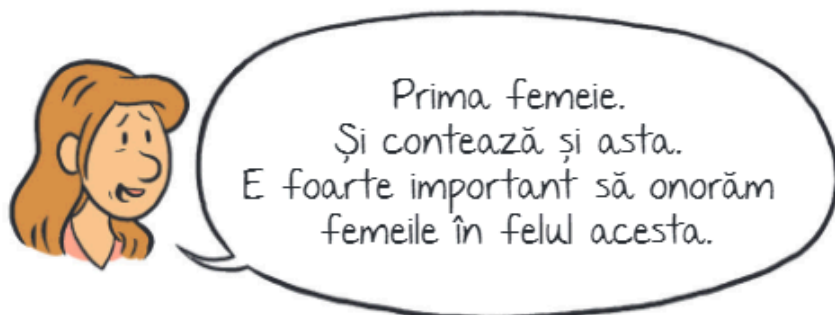 Prima femeie.
Și contează și asta.
E foarte important să onorăm
femeile în felul acesta.